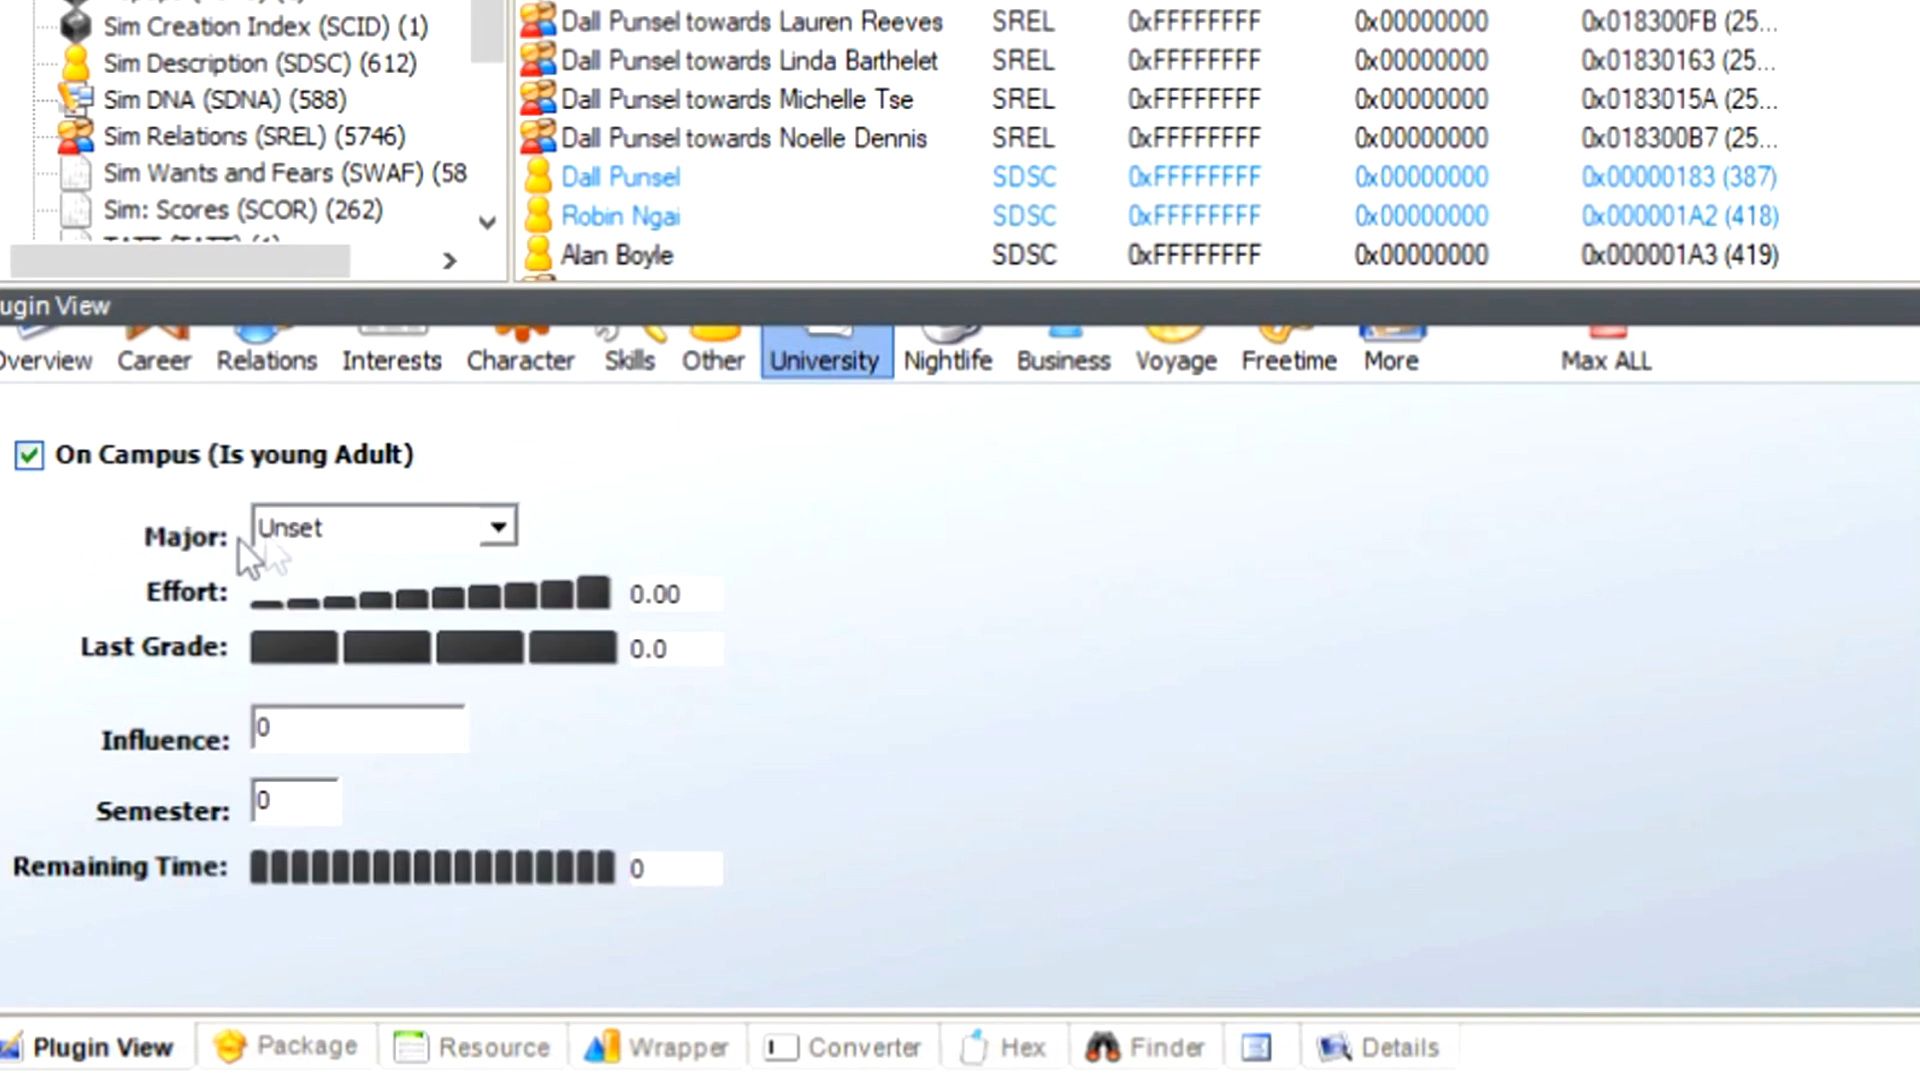 Sim Creation Index (SCID) (1)
Sim Description (SDSC) (612)
Sim DNA (SDNA) (588)
Sim Relations (SREL) (5746)
Sim Wants and Fears (SWAF) (58
Sim: Scores (SCOR) (262)
Dall Punsel towards Lauren Reeves SREL 0xFFFFFFFF 0x00000000 0x018300FB (25...
Dall Punsel towards Linda Barthelet SREL 0xFFFFFFFF 0x00000000 0x01830163 (25...
Dall Punsel towards Michelle Tse SREL 0xFFFFFFFF 0x00000000 0x0183015A (25...
Dall Punsel towards Noelle Dennis SREL 0xFFFFFFFF 0x00000000 0x018300B7 (25...
Dall Punsel SDSC 0xFFFFFFFF 0x00000000 0x00000183 (387)
Robin Ngai SDSC 0xFFFFFFFF 0x00000000 0x000001A2 (418)
Alan Boyle SDSC 0xFFFFFFFF 0x00000000 0x000001A3 (419)
ugin View
Overview Career Relations Interests Character Skills Other University Nightlife Business Voyage Freetime More Max ALL
On Campus (Is young Adult)
Major: Unset
Effort: 0.00
Last Grade: 0.0
Influence: 0
Semester: 0
Remaining Time: 0
Plugin View Package Resource Wrapper Converter Hex Finder Details